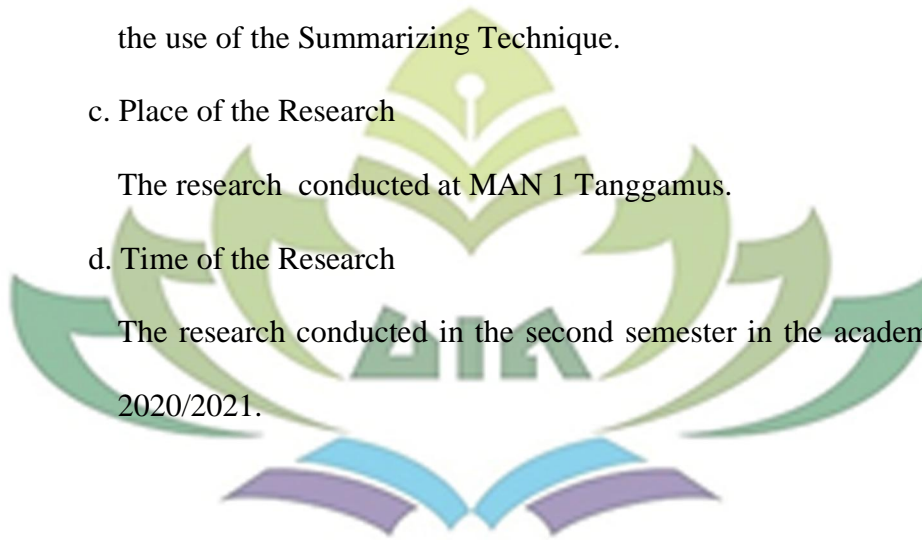 the use of the Summarizing Technique.
c. Place of the Research
The research conducted at MAN 1 Tanggamus.
d. Time of the Research
The research conducted in the second semester in the academ
2020/2021.